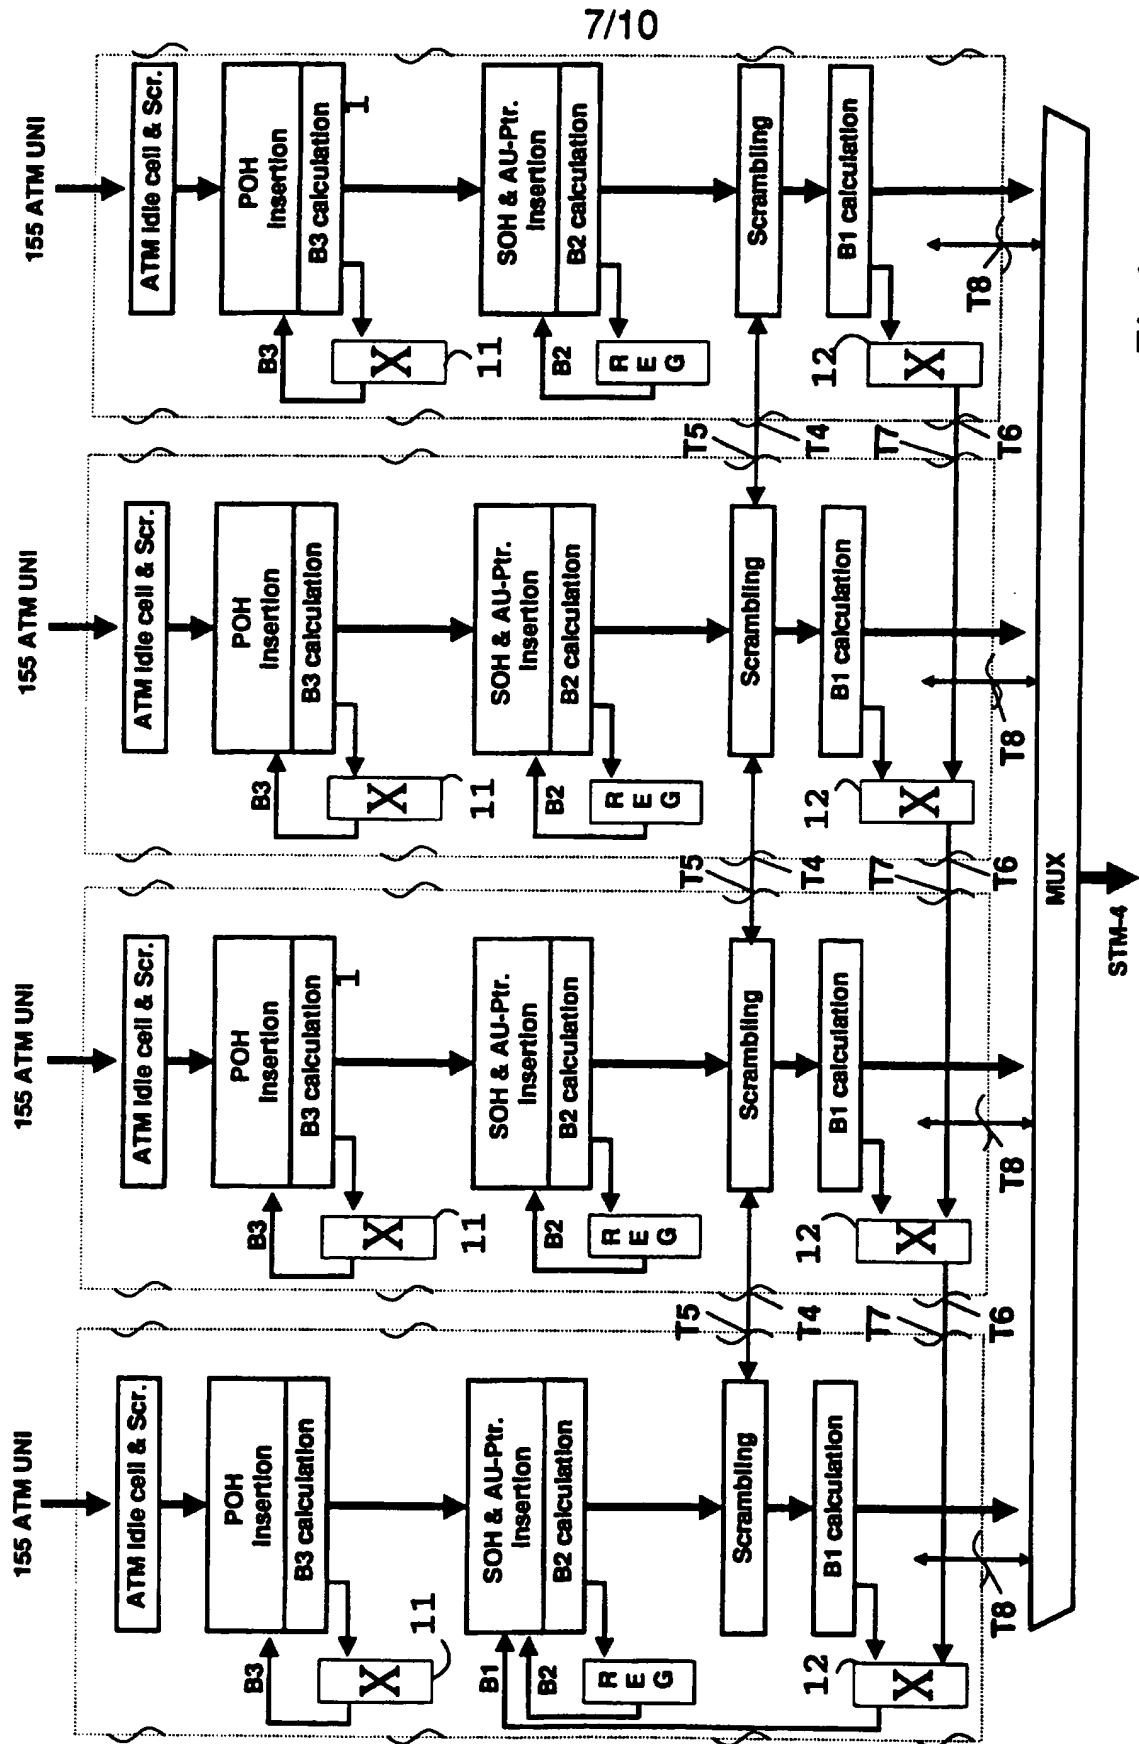 7/10
155 ATM UNI
ATM Idle cell & Scr.
POH
Insertion
B3 calculation
B3
X
11
SOH & AU-Ptr.
Insertion
B2 calculation
B1
B2
R
E
G
Scrambling
B1 calculation
12
X
T8
155 ATM UNI
ATM Idle cell & Scr.
POH
Insertion
B3 calculation
1
B3
X
11
SOH & AU-Ptr.
Insertion
B2 calculation
B2
R
E
G
T5
T4
Scrambling
B1 calculation
12
X
T7
T6
T8
155 ATM UNI
ATM Idle cell & Scr.
POH
Insertion
B3 calculation
B3
X
11
SOH & AU-Ptr.
Insertion
B2 calculation
B2
R
E
G
T5
T4
Scrambling
B1 calculation
12
X
T7
T6
T8
155 ATM UNI
ATM Idle cell & Scr.
POH
Insertion
B3 calculation
1
B3
X
11
SOH & AU-Ptr.
Insertion
B2 calculation
B2
R
E
G
T5
T4
Scrambling
B1 calculation
12
X
T7
T6
T8
MUX
STM-4